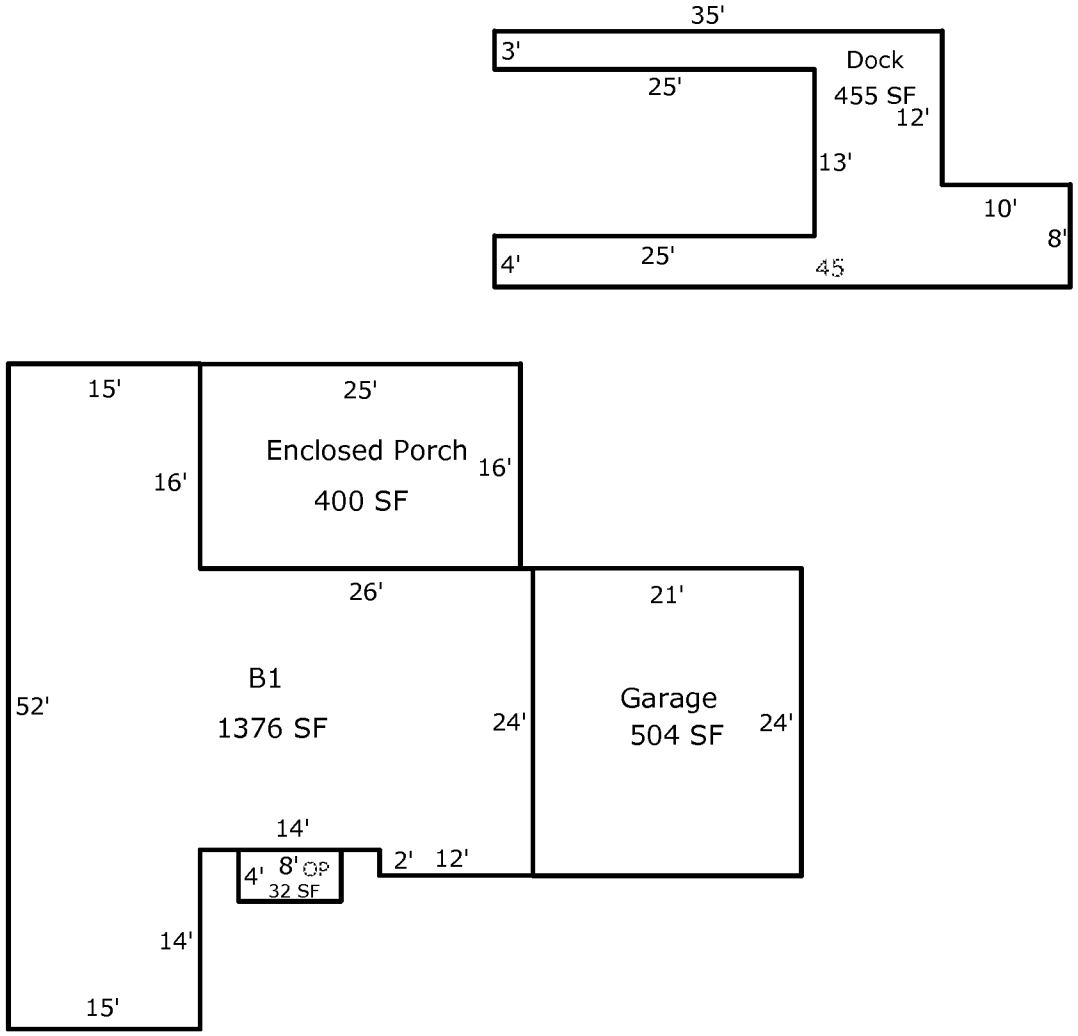 35'
3'
Dock
25'
455 SF
12'
13'
10'
8'
25'
4'
45
15'
25'
Enclosed Porch
16'
16'
400 SF
26'
21'
B1
Garage
52'
1376 SF
24'
504 SF
24'
14'
2'
12'
8'
OP
4'
32 SF
14'
15'